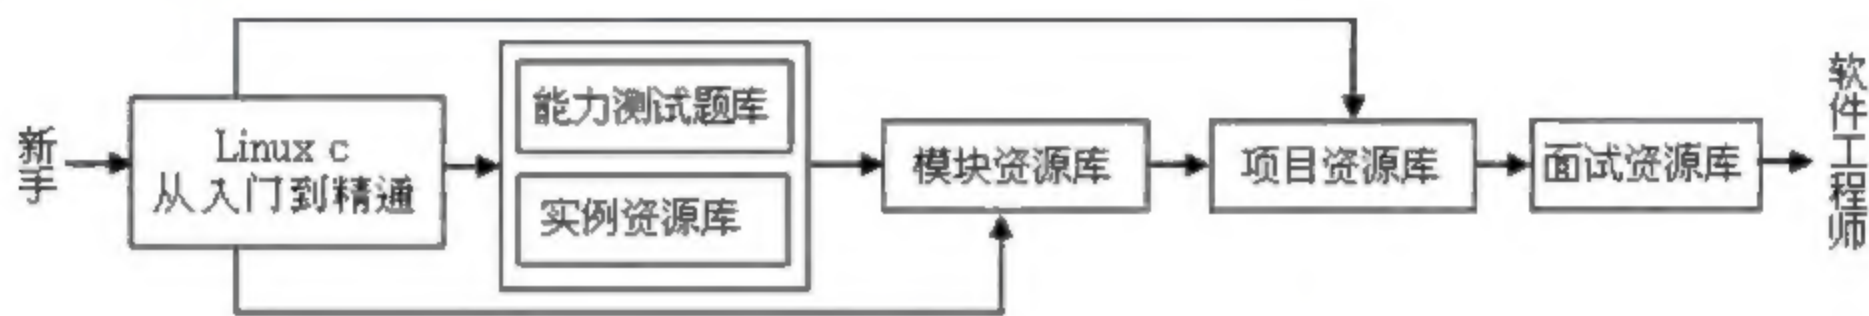 新手
Linux c
从入门到精通
能力测试题库
实例资源库
模块资源库
项目资源库
面试资源库
软件工程师